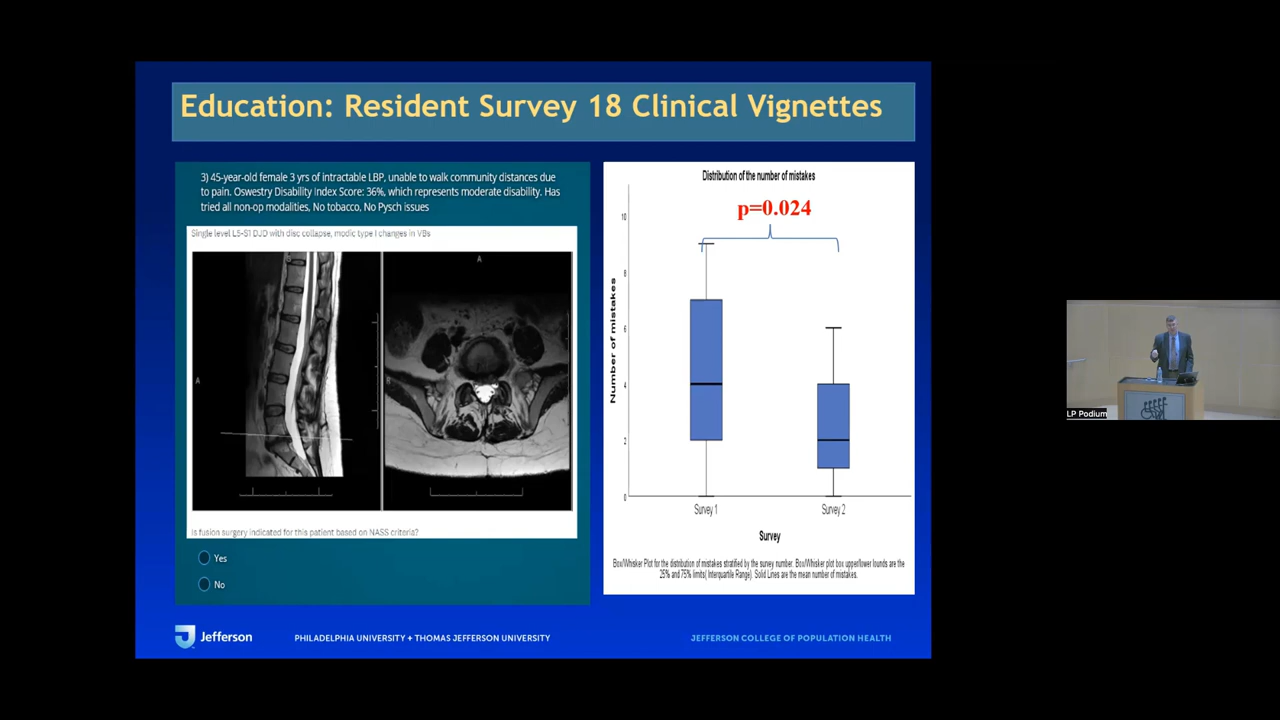 Education: Resident Survey 18 Clinical Vignettes
3) 45-year-old female 3 yrs of intractable LBP, unable to walk community distances due
to pain. Oswestry Disability Index Score: 36%, which represents moderate disability. Has
tried all non-op modalities, No tobacco, No Pysch issues
Single level L5-S1 DJD with disc collapse, modic type I changes in VBs
A
A
Is fusion surgery indicated for this patient based on NASS criteria?
Yes
No
Distribution of the number of mistakes
p=0.024
Number of mistakes
10
8
6
4
2
0
Survey 1
Survey 2
Survey
Box/Whisker Plot for the distribution of mistakes stratified by the survey number. Box/Whisker plot box upper/lower bounds are the
25% and 75% limits( Interquartile Range). Solid Lines are the mean number of mistakes.
Jefferson
PHILADELPHIA UNIVERSITY + THOMAS JEFFERSON UNIVERSITY
JEFFERSON COLLEGE OF POPULATION HEALTH
LP Podium